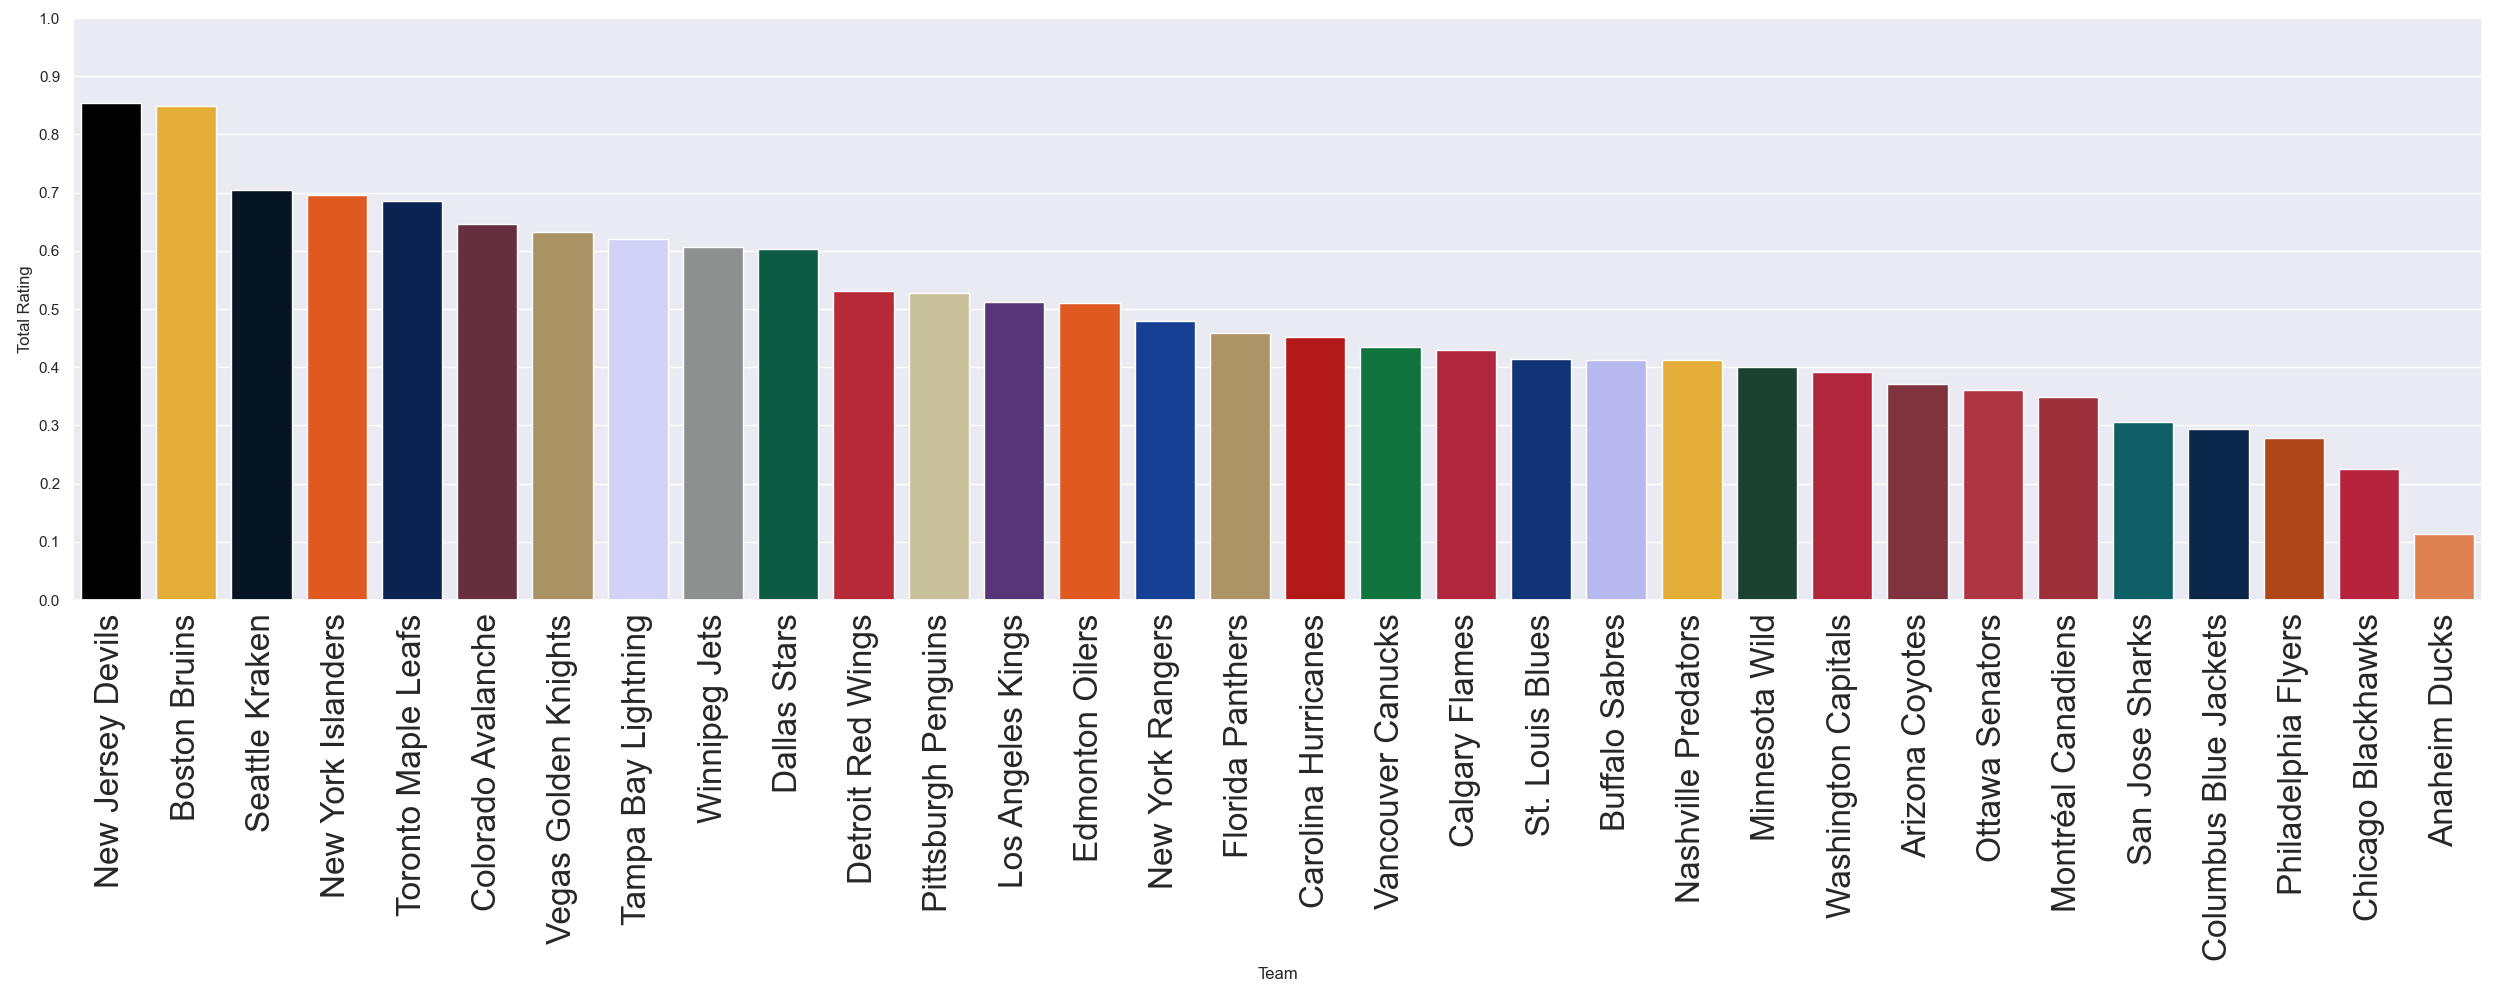 1.0
0.9
0.8
0.7
0.6
0.5
0.4
0.3
0.2
0.1
0.0
Total Rating
New Jersey Devils
Boston Bruins
Seattle Kraken
New York Islanders
Toronto Maple Leafs
Colorado Avalanche
Vegas Golden Knights
Tampa Bay Lightning
Winnipeg Jets
Dallas Stars
Detroit Red Wings
Pittsburgh Penguins
Los Angeles Kings
Edmonton Oilers
New York Rangers
Florida Panthers
Carolina Hurricanes
Vancouver Canucks
Calgary Flames
St. Louis Blues
Buffalo Sabres
Nashville Predators
Minnesota Wild
Washington Capitals
Arizona Coyotes
Ottawa Senators
Montréal Canadiens
San Jose Sharks
Columbus Blue Jackets
Philadelphia Flyers
Chicago Blackhawks
Anaheim Ducks
Team